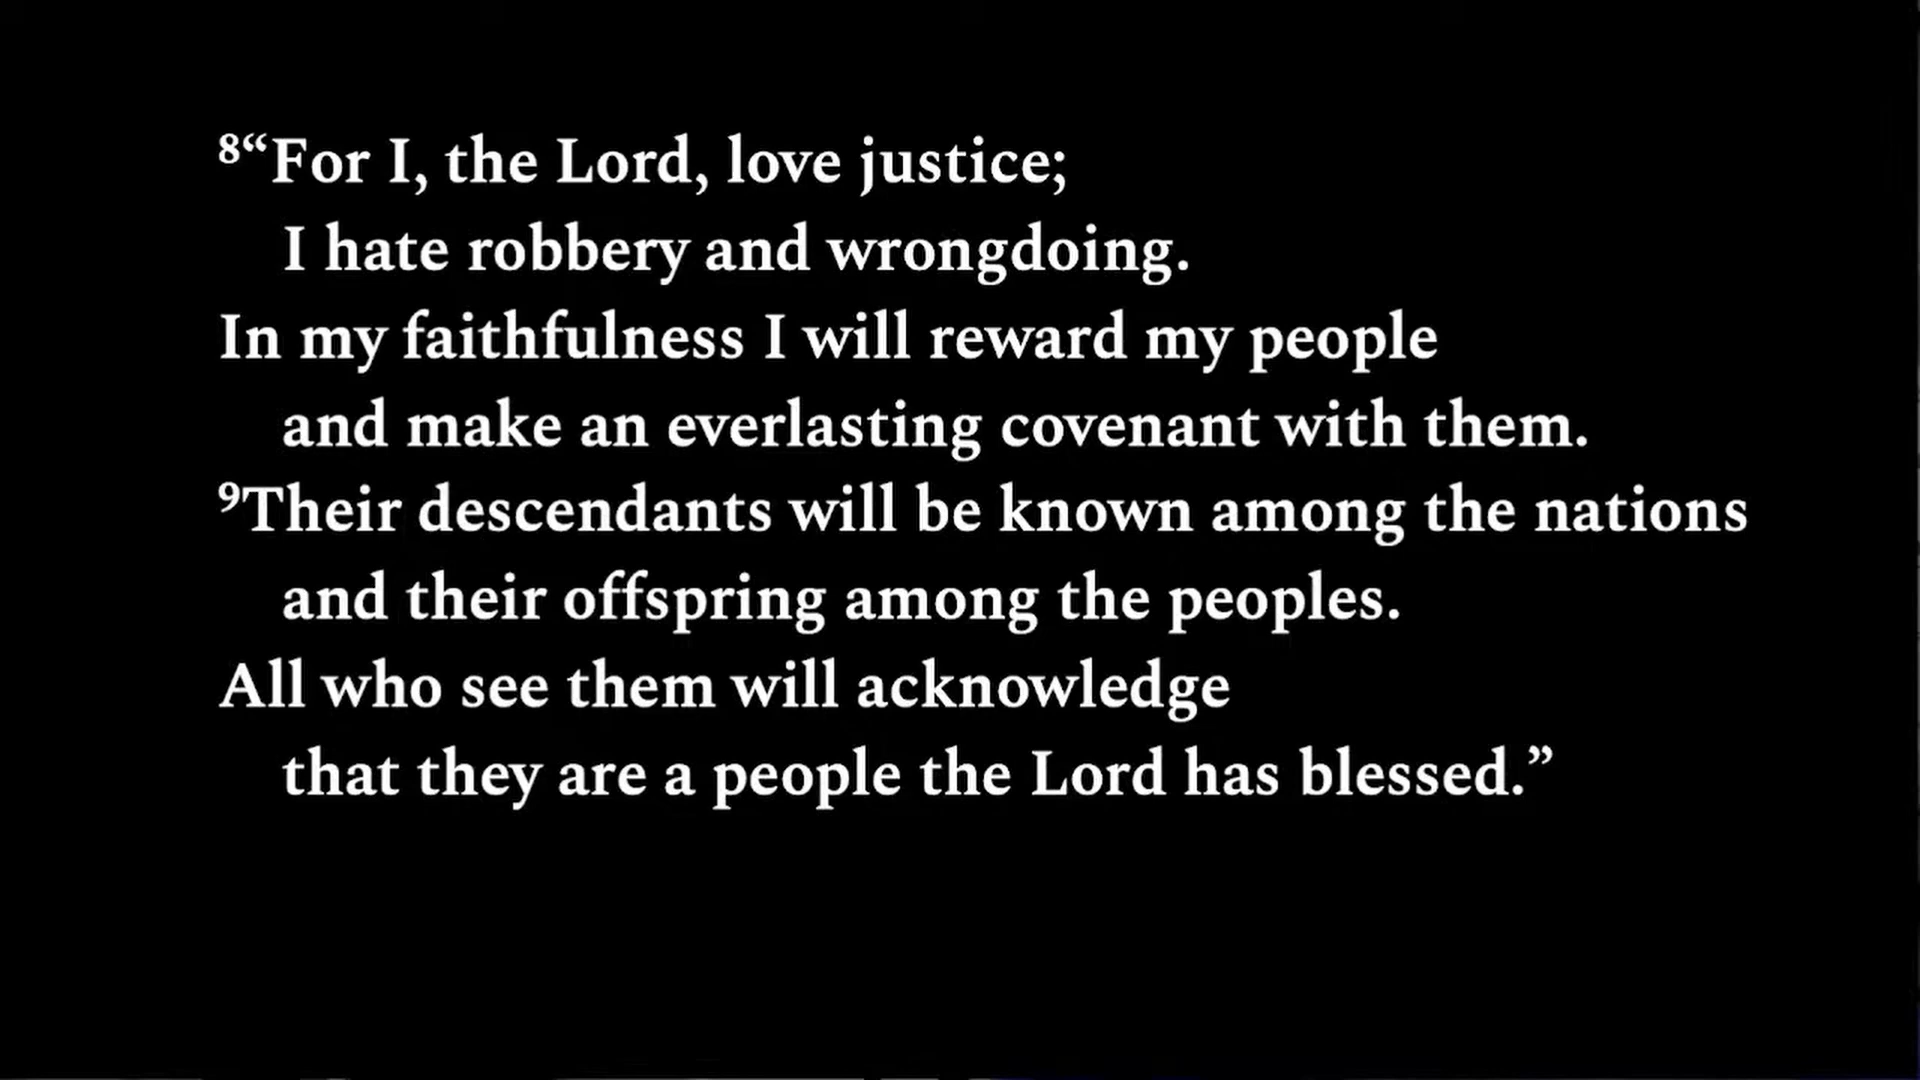 ⁸“For I, the Lord, love justice;
I hate robbery and wrongdoing.
In my faithfulness I will reward my people
and make an everlasting covenant with them.
⁹Their descendants will be known among the nations
and their offspring among the peoples.
All who see them will acknowledge
that they are a people the Lord has blessed.”